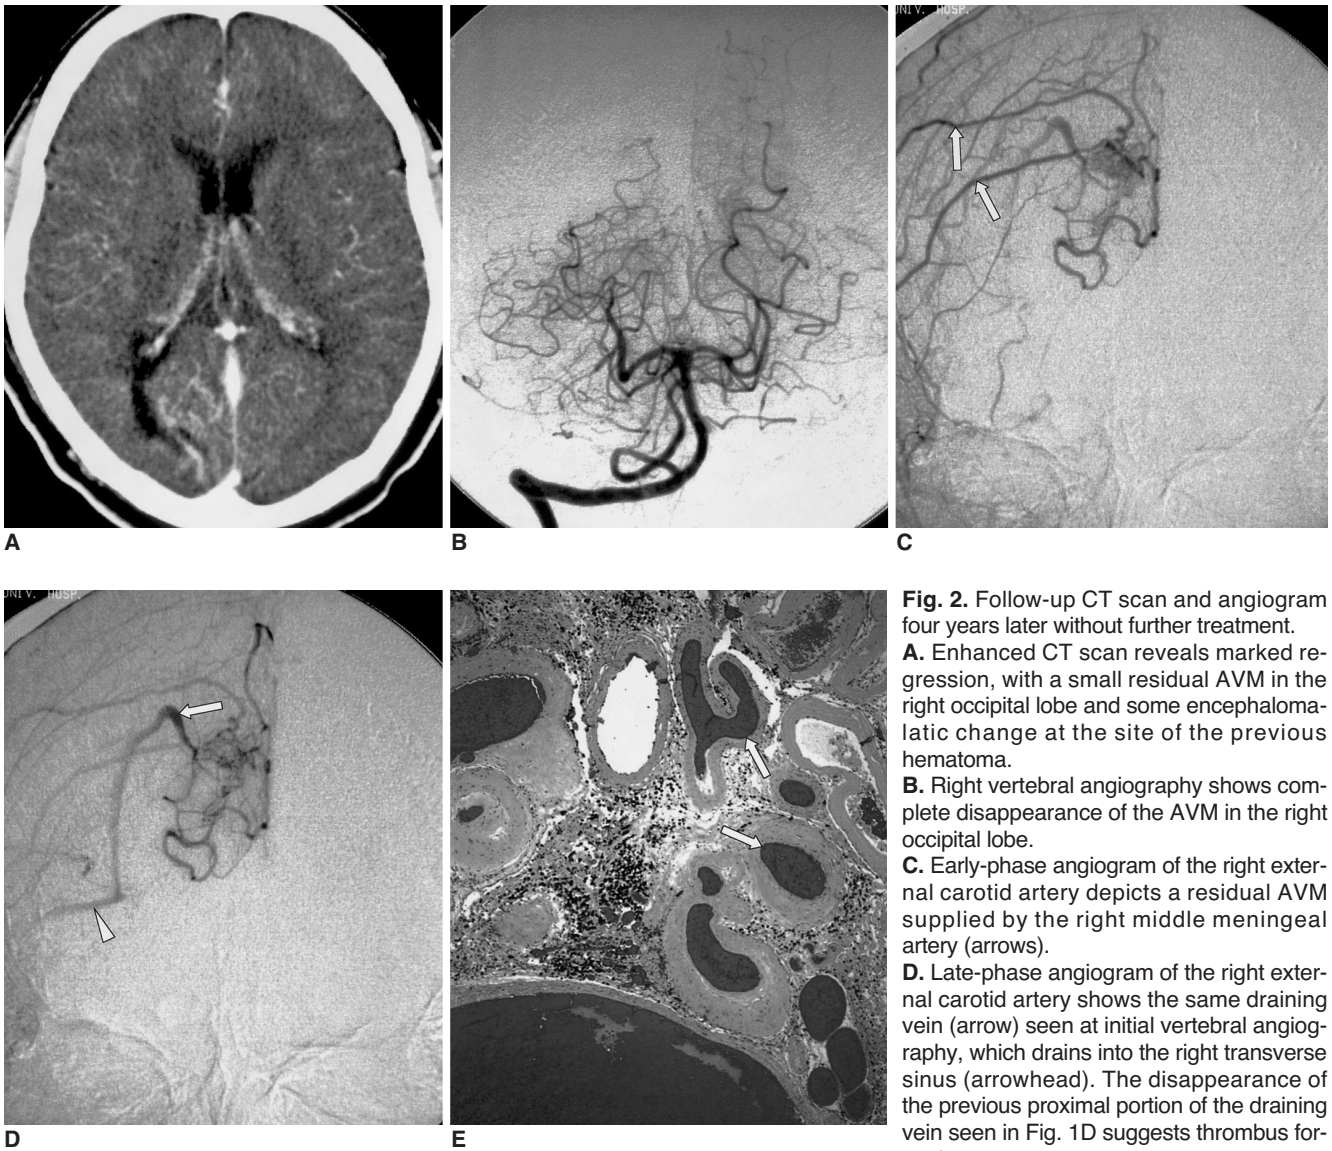 UNIV. HOSP.
A
B
C
UNIV. HOSP.
D
E
Fig. 2. Follow-up CT scan and angiogram
four years later without further treatment.
A. Enhanced CT scan reveals marked re-
gression, with a small residual AVM in the
right occipital lobe and some encephaloma-
latic change at the site of the previous
hematoma.
B. Right vertebral angiography shows com-
plete disappearance of the AVM in the right
occipital lobe.
C. Early-phase angiogram of the right exter-
nal carotid artery depicts a residual AVM
supplied by the right middle meningeal
artery (arrows).
D. Late-phase angiogram of the right exter-
nal carotid artery shows the same draining
vein (arrow) seen at initial vertebral angiog-
raphy, which drains into the right transverse
sinus (arrowhead). The disappearance of
the previous proximal portion of the draining
vein seen in Fig. 1D suggests thrombus for-